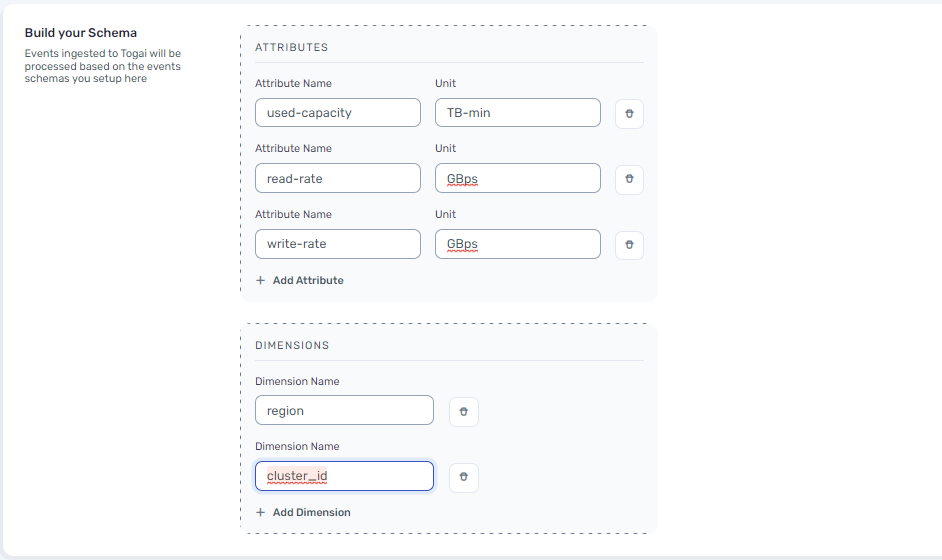 Build your Schema
Events ingested to Togai will be
processed based on the events
schemas you setup here
ATTRIBUTES
Attribute Name Unit
used-capacity TB-min
Attribute Name Unit
read-rate GBps
Attribute Name Unit
write-rate GBps
+ Add Attribute
DIMENSIONS
Dimension Name
region
Dimension Name
cluster_id
+ Add Dimension